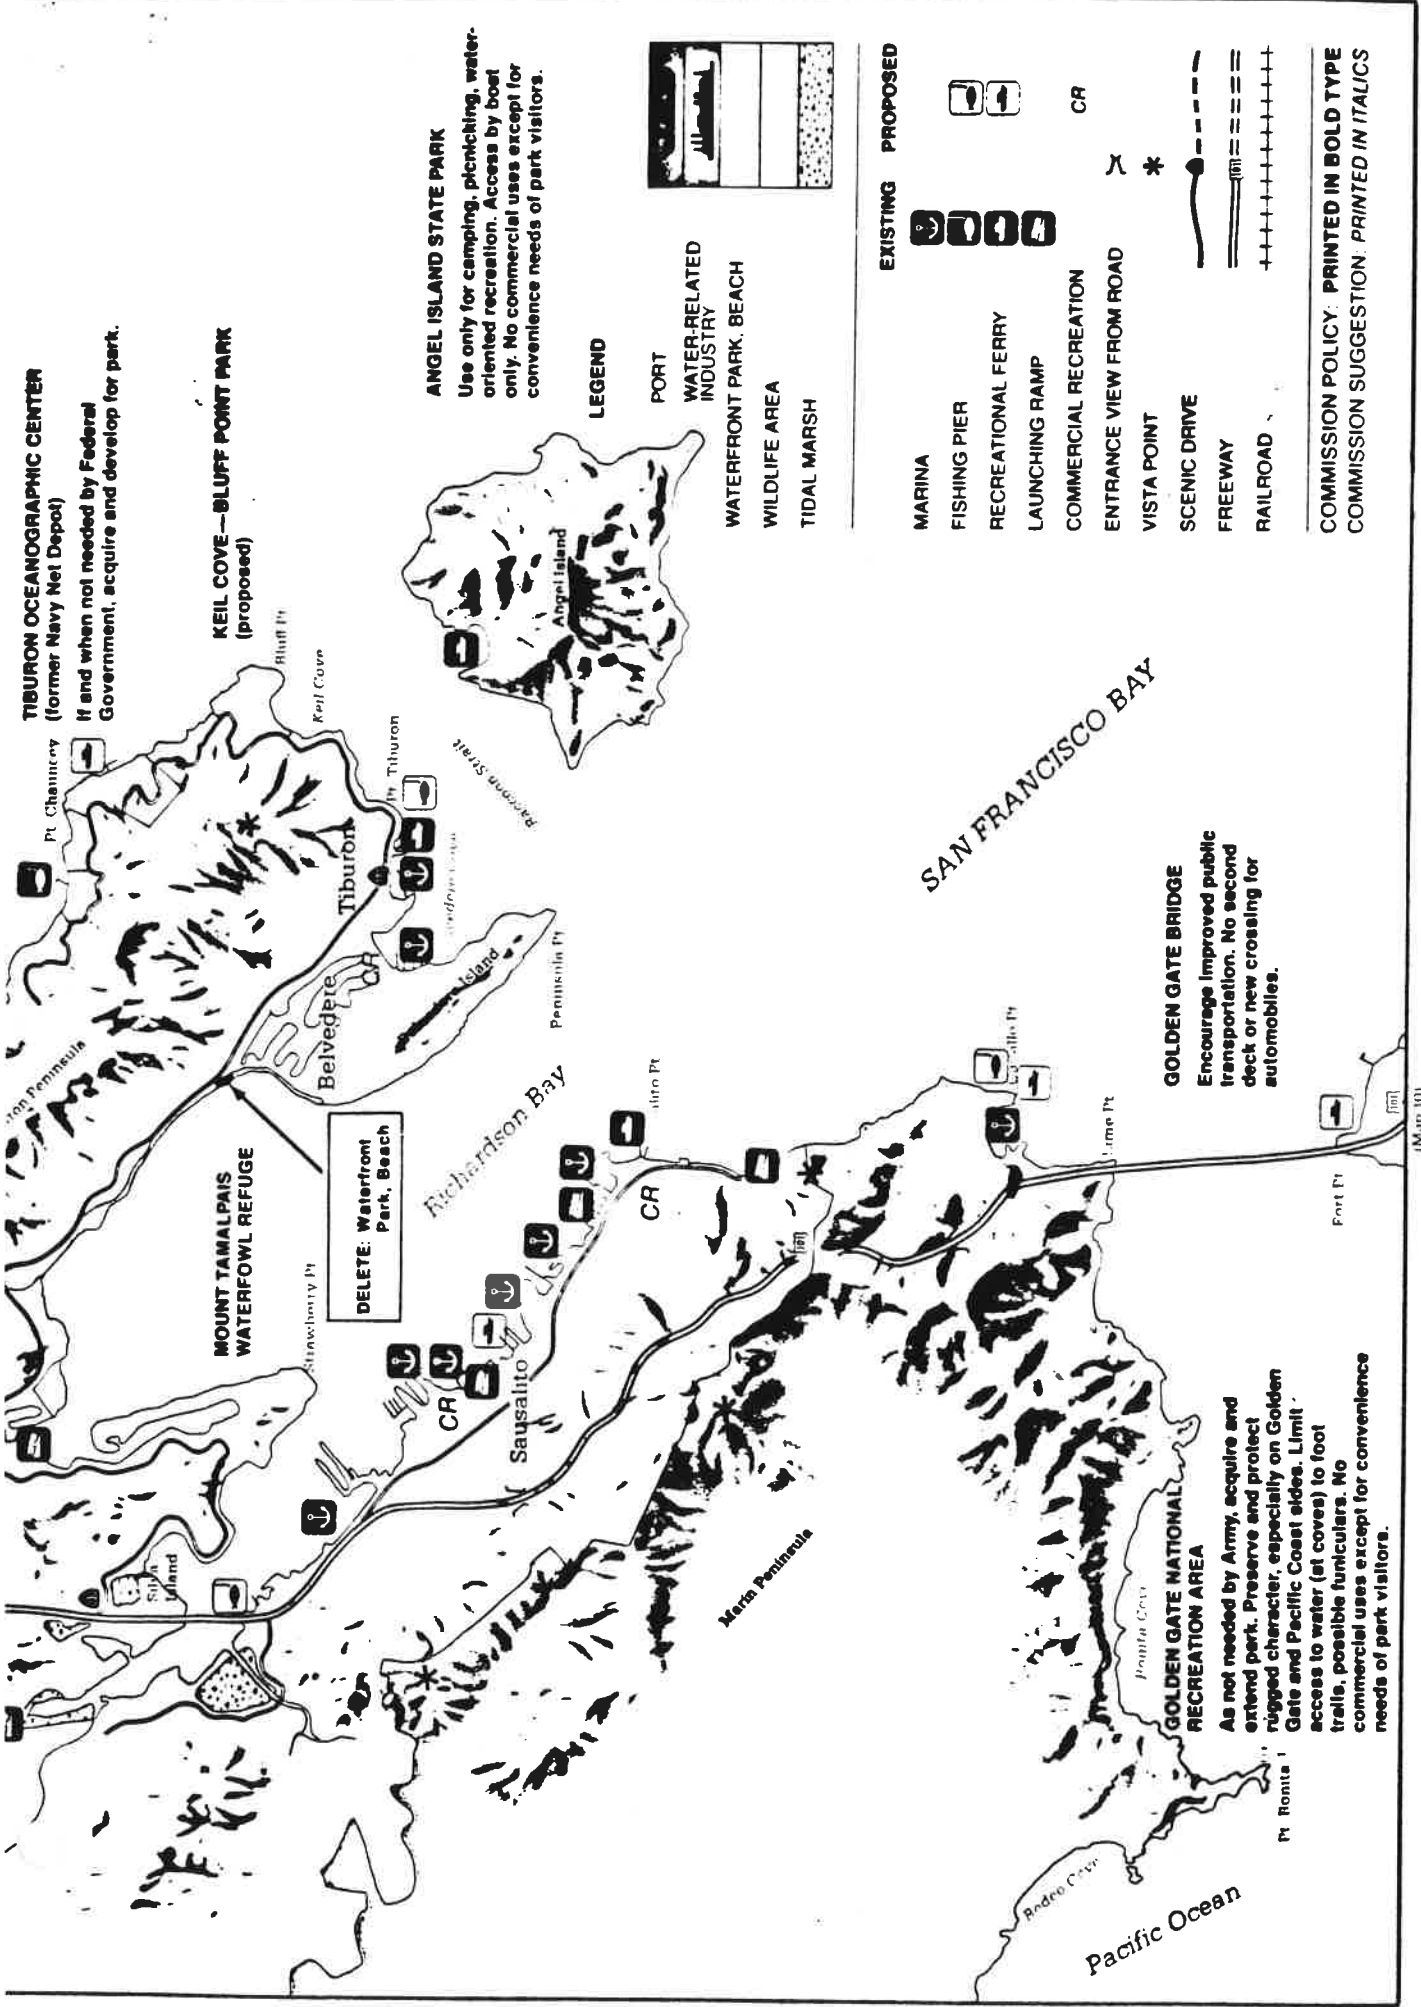 TIBURON OCEANOGRAPHIC CENTER
(former Navy Net Depot)
If and when not needed by Federal
Government, acquire and develop for park.
KEIL COVE—BLUFF POINT PARK
(proposed)
ANGEL ISLAND STATE PARK
Use only for camping, picnicking, water-
oriented recreation. Access by boat
only. No commercial uses except for
convenience needs of park visitors.
LEGEND
PORT
WATER-RELATED
INDUSTRY
WATERFRONT PARK, BEACH
WILDLIFE AREA
TIDAL MARSH
EXISTING PROPOSED
MARINA
FISHING PIER
RECREATIONAL FERRY
LAUNCHING RAMP
COMMERCIAL RECREATION CR
ENTRANCE VIEW FROM ROAD
VISTA POINT
SCENIC DRIVE
FREEWAY 101
RAILROAD
COMMISSION POLICY: PRINTED IN BOLD TYPE
COMMISSION SUGGESTION: PRINTED IN ITALICS
Pt Chauncey
Bluff Pt
Keil Cove
Pt Tiburon
Raccoon Strait
Angel Island
Tiburon
Belvedere
Island
Peninsula Pt
Peninsula
MOUNT TAMALPAIS
WATERFOWL REFUGE
DELETE: Waterfront
Park, Beach
Richardson Bay
Strawberry Pt
Silva
Island
CR
Sausalito
CR
101
SAN FRANCISCO BAY
GOLDEN GATE BRIDGE
Encourage improved public
transportation. No second
deck or new crossing for
automobiles.
Lime Pt
Fort Pt
101
Marin Peninsula
GOLDEN GATE NATIONAL
RECREATION AREA
As not needed by Army, acquire and
extend park. Preserve and protect
rugged character, especially on Golden
Gate and Pacific Coast sides. Limit
access to water (at coves) to foot
trails, possible funiculars. No
commercial uses except for convenience
needs of park visitors.
Bonita Cove
Pt Bonita
Rodeo Cove
Pacific Ocean